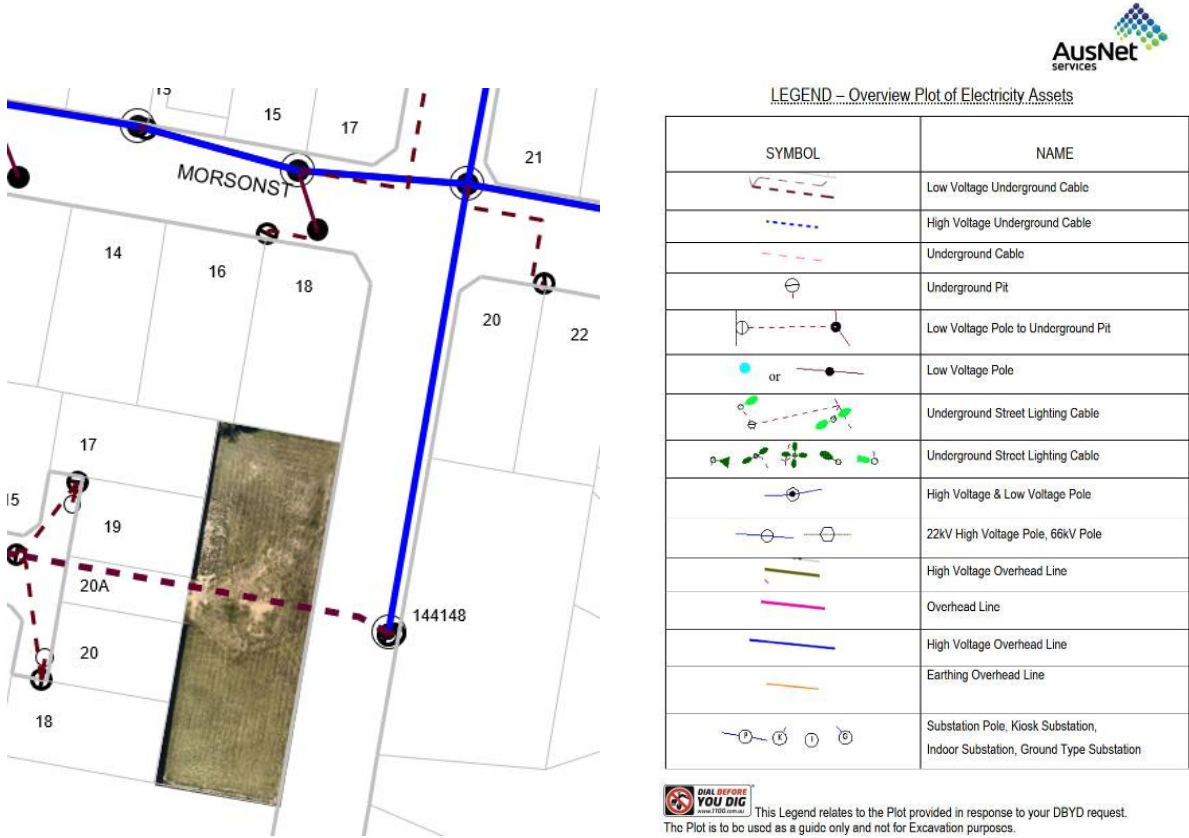 AusNet
services
LEGEND – Overview Plot of Electricity Assets
SYMBOL
NAME
Low Voltage Underground Cable
High Voltage Underground Cable
Underground Cable
Underground Pit
Low Voltage Pole to Underground Pit
or
Low Voltage Pole
Underground Street Lighting Cable
Underground Street Lighting Cable
High Voltage & Low Voltage Pole
22kV High Voltage Pole, 66kV Pole
High Voltage Overhead Line
Overhead Line
High Voltage Overhead Line
Earthing Overhead Line
P K I G
Substation Pole, Kiosk Substation,
Indoor Substation, Ground Type Substation
DIAL BEFORE
YOU DIG
www.1100.com.au
This Legend relates to the Plot provided in response to your DBYD request.
The Plot is to be used as a guide only and not for Excavation purposes.
13
15
17
21
MORSONST
14
16
18
20
22
17
15
19
20A
144148
20
18